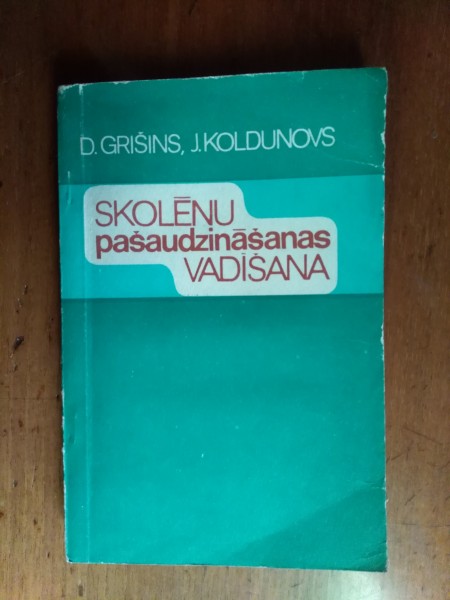 D. GRIŠINS, J. KOLDUNOVS
SKOLĒNU
pašaudzināšanas
VADĪŠANA